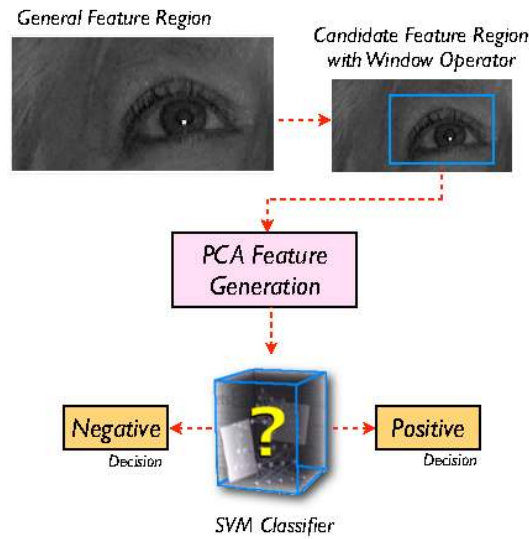 General Feature Region
Candidate Feature Region
with Window Operator
PCA Feature
Generation
?
Negative
Decision
Positive
Decision
SVM Classifier